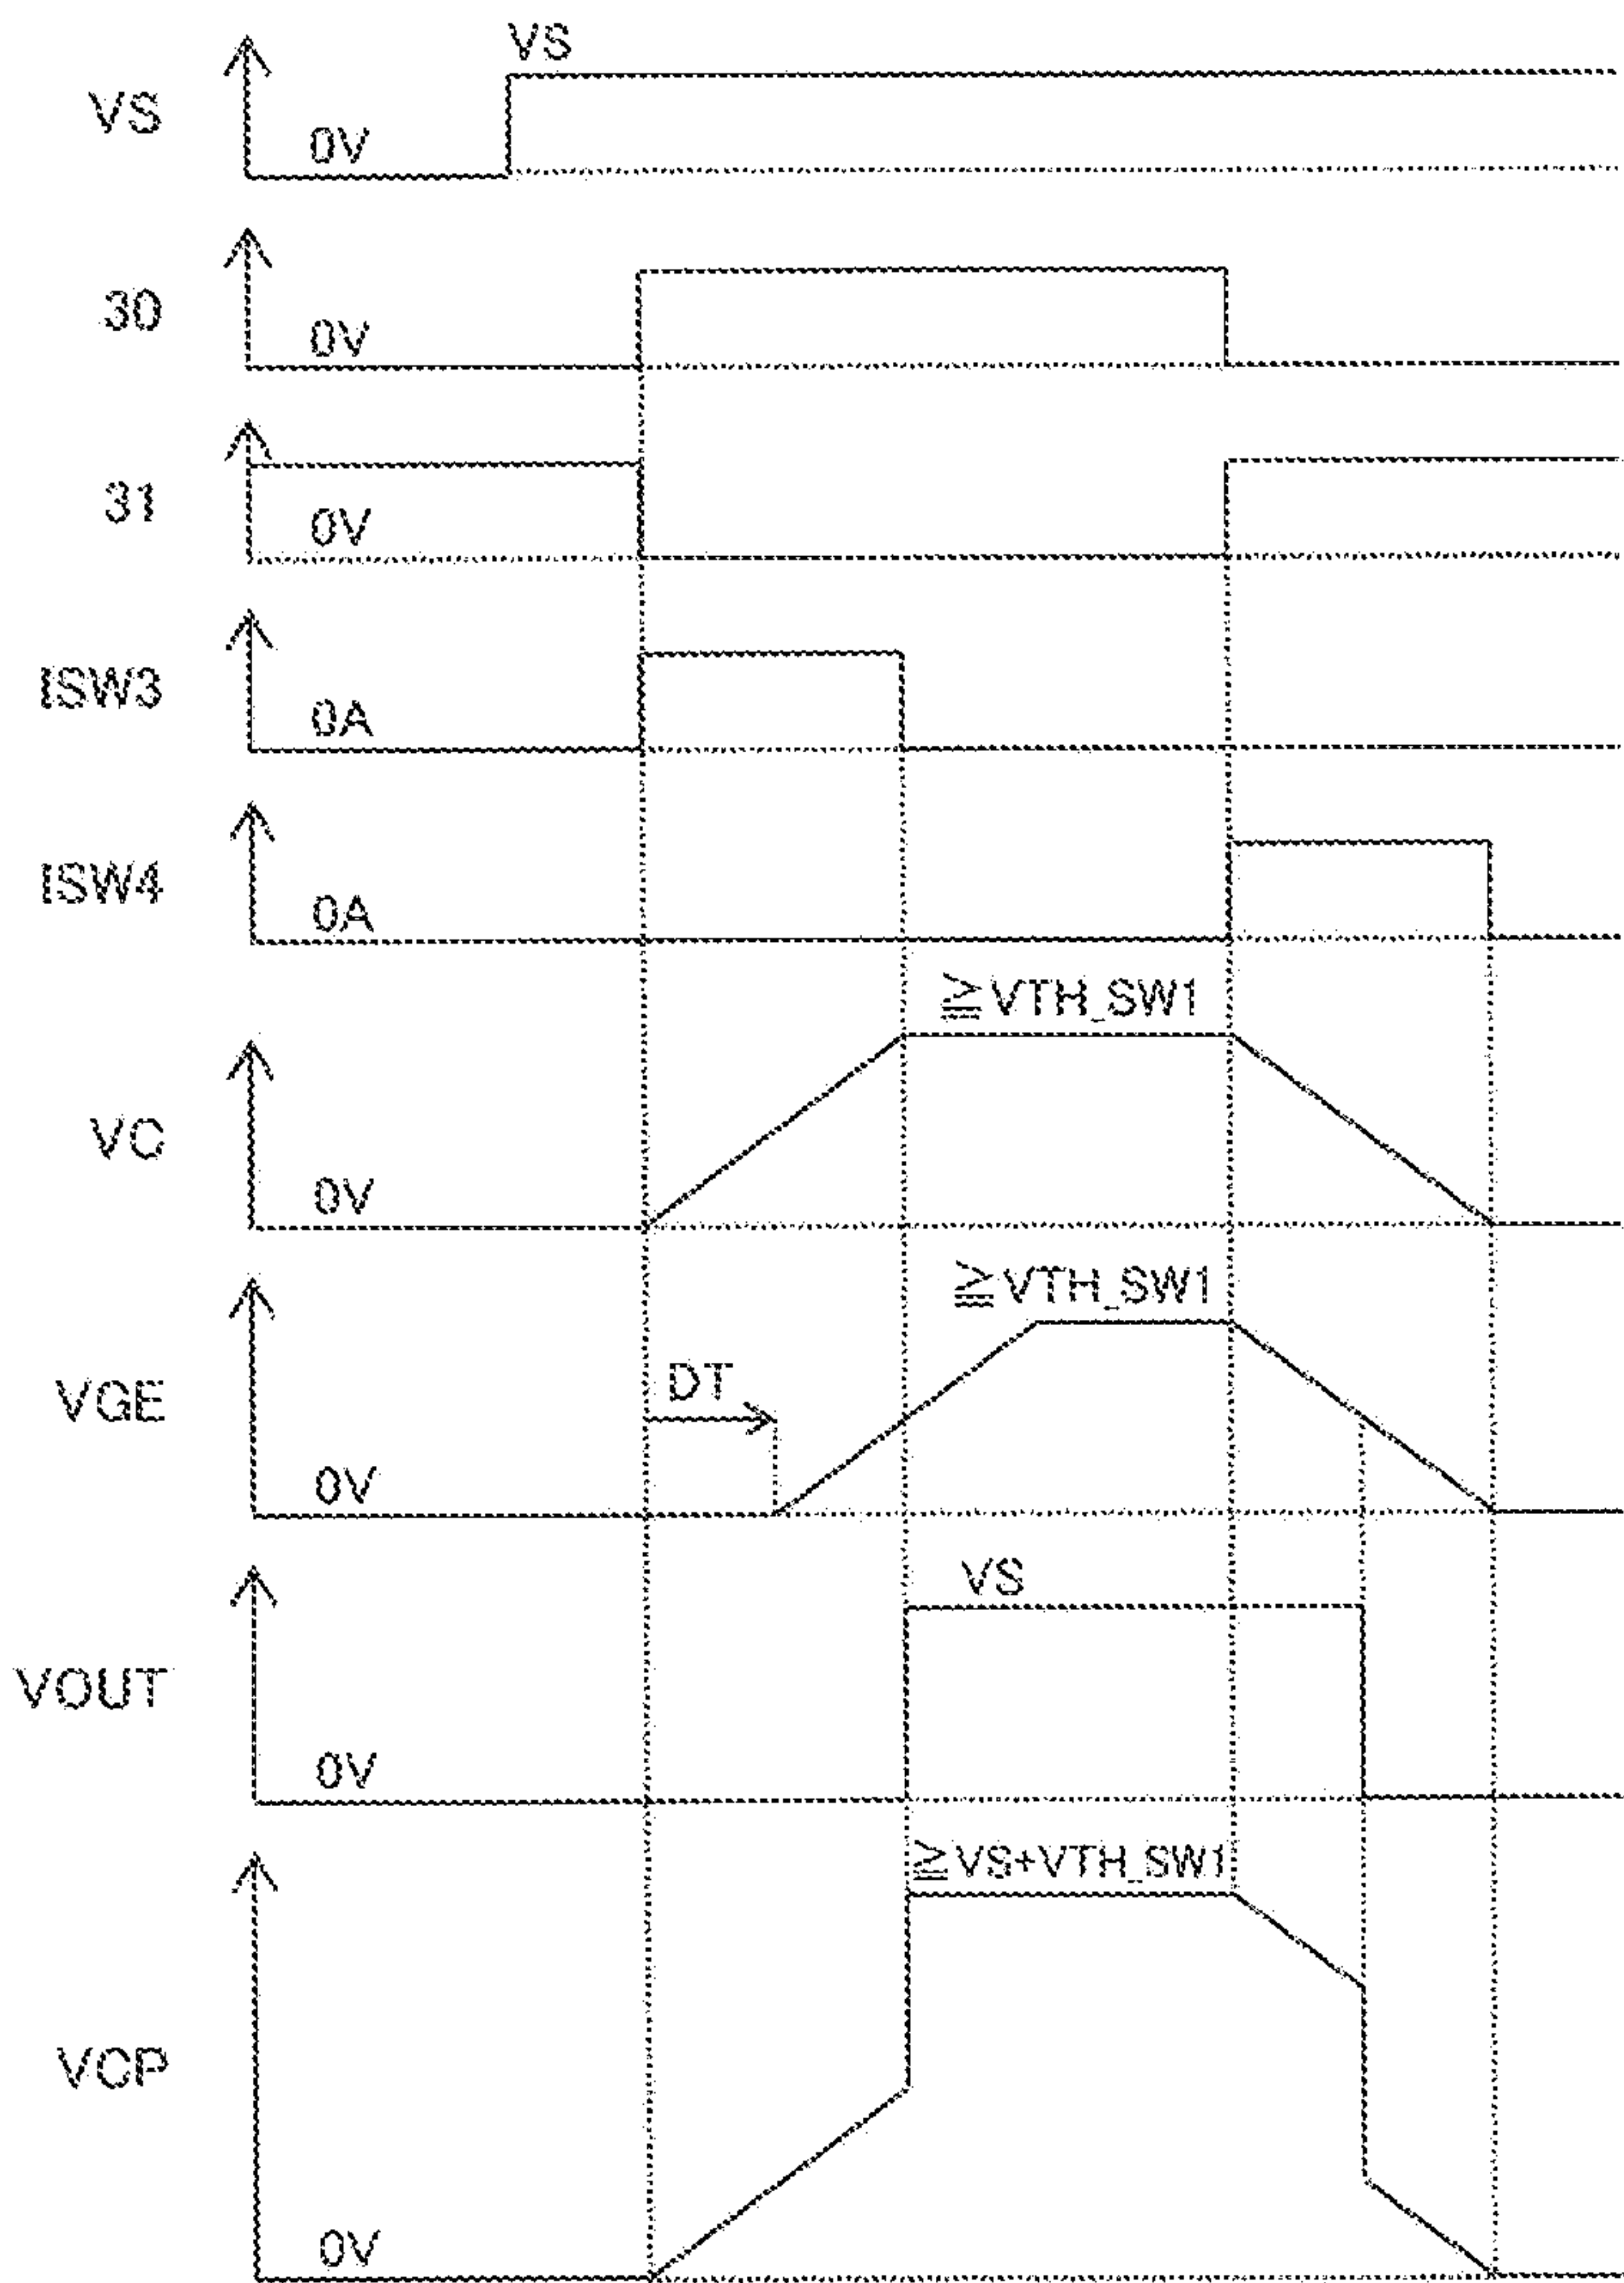 VS
VS
0V
30
0V
31
0V
ISW3
0A
ISW4
0A
≧VTH_SW1
VC
0V
≧VTH_SW1
DT
VGE
0V
VS
VOUT
0V
≧VS+VTH_SW1
VCP
0V